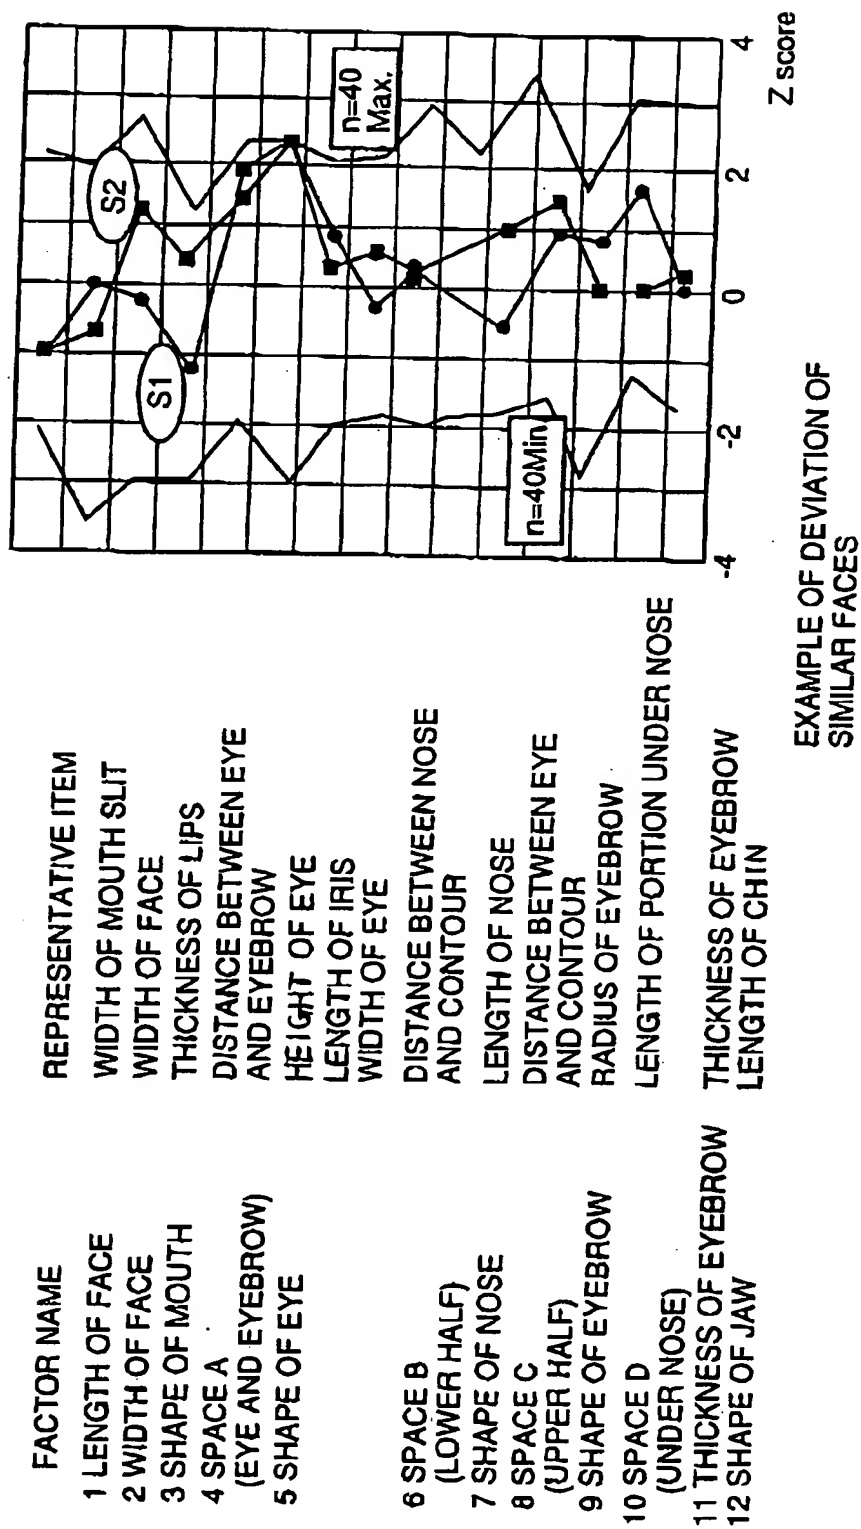 FACTOR NAME
1 LENGTH OF FACE
2 WIDTH OF FACE
3 SHAPE OF MOUTH
4 SPACE A
(EYE AND EYEBROW)
5 SHAPE OF EYE
6 SPACE B
(LOWER HALF)
7 SHAPE OF NOSE
8 SPACE C
(UPPER HALF)
9 SHAPE OF EYEBROW
10 SPACE D
(UNDER NOSE)
11 THICKNESS OF EYEBROW
12 SHAPE OF JAW
REPRESENTATIVE ITEM
WIDTH OF MOUTH SLIT
WIDTH OF FACE
THICKNESS OF LIPS
DISTANCE BETWEEN EYE
AND EYEBROW
HEIGHT OF EYE
LENGTH OF IRIS
WIDTH OF EYE
DISTANCE BETWEEN NOSE
AND CONTOUR
LENGTH OF NOSE
DISTANCE BETWEEN EYE
AND CONTOUR
RADIUS OF EYEBROW
LENGTH OF PORTION UNDER NOSE
THICKNESS OF EYEBROW
LENGTH OF CHIN
S1
S2
n=40
Max.
n=40Min
-4 -2 0 2 4
Z score
EXAMPLE OF DEVIATION OF
SIMILAR FACES